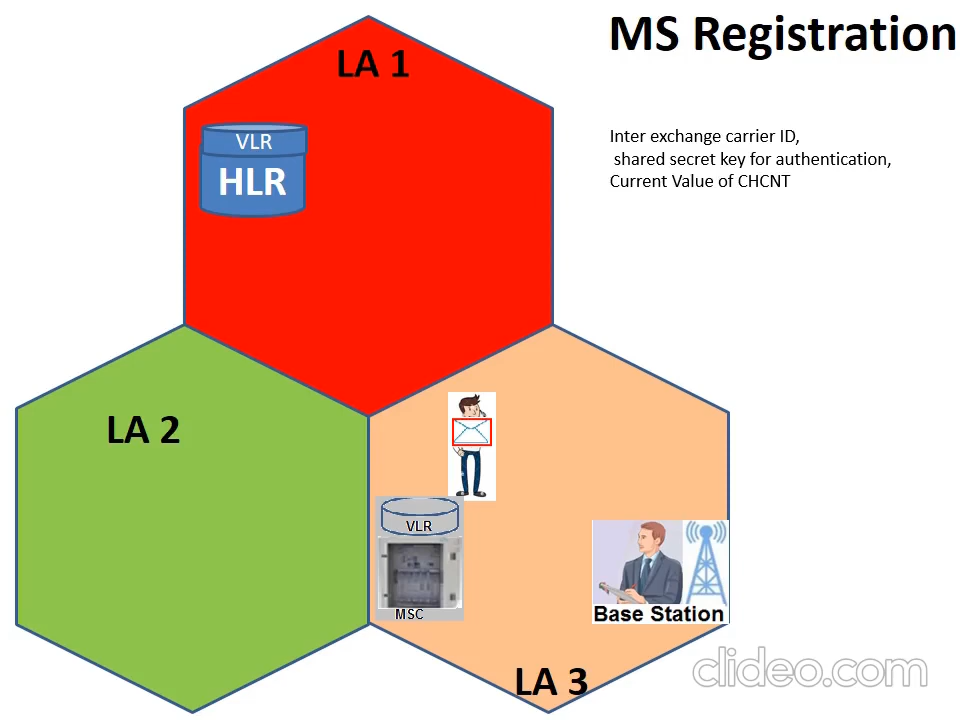 MS Registration
LA 1
Inter exchange carrier ID,
shared secret key for authentication,
Current Value of CHCNT
VLR
HLR
LA 2
VLR
MSC
Base Station
LA 3
clideo.com